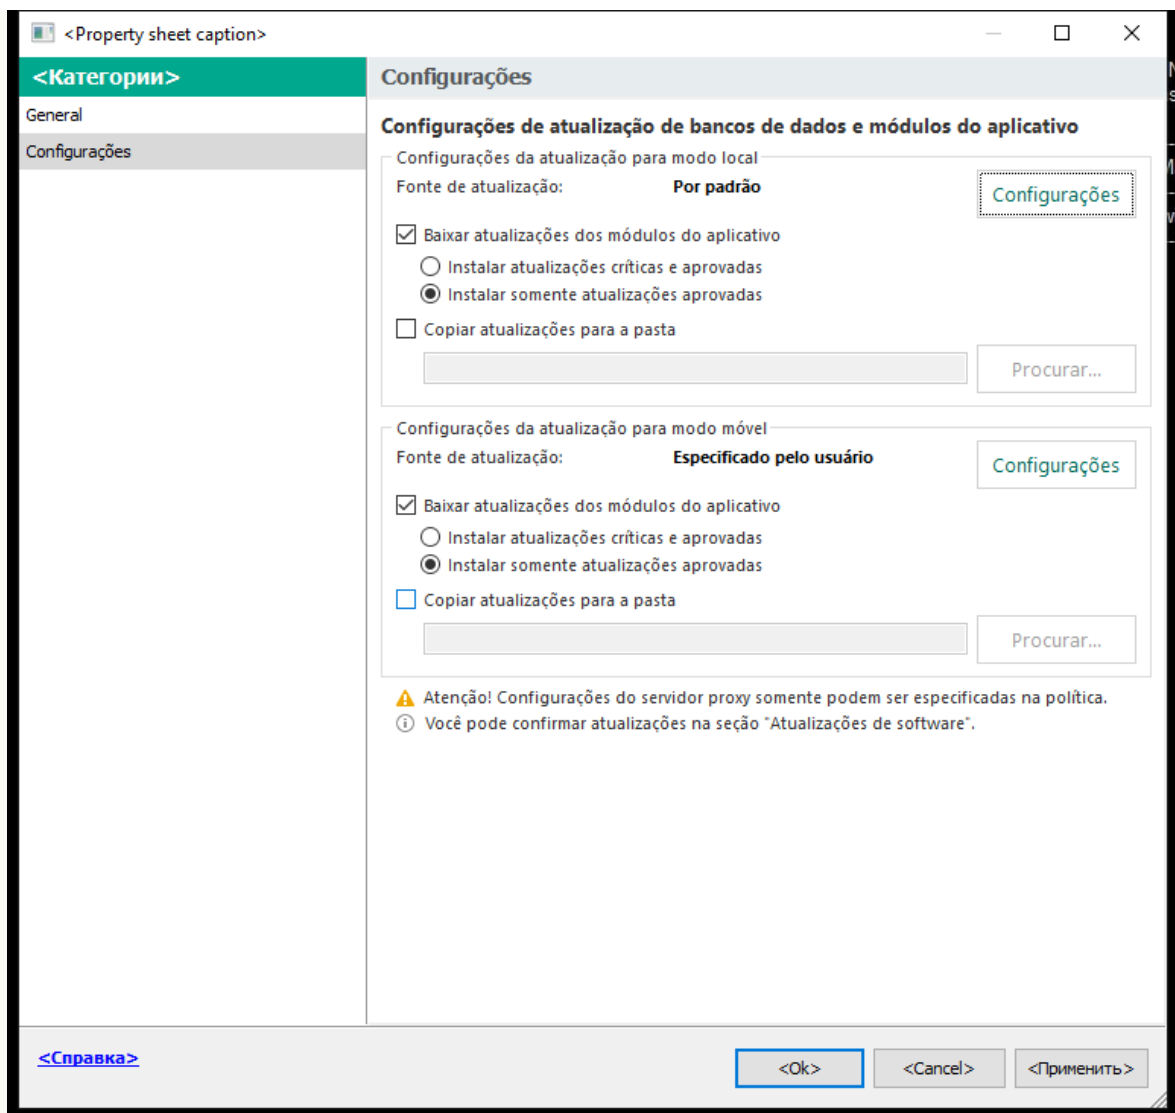 <Property sheet caption>
<Категории>
General
Configurações
Configurações
Configurações de atualização de bancos de dados e módulos do aplicativo
Configurações da atualização para modo local
Fonte de atualização: Por padrão Configurações
Baixar atualizações dos módulos do aplicativo
Instalar atualizações críticas e aprovadas
Instalar somente atualizações aprovadas
Copiar atualizações para a pasta
Procurar...
Configurações da atualização para modo móvel
Fonte de atualização: Especificado pelo usuário Configurações
Baixar atualizações dos módulos do aplicativo
Instalar atualizações críticas e aprovadas
Instalar somente atualizações aprovadas
Copiar atualizações para a pasta
Procurar...
Atenção! Configurações do servidor proxy somente podem ser especificadas na política.
Você pode confirmar atualizações na seção "Atualizações de software".
<Справка>
<Ok> <Cancel> <Применить>